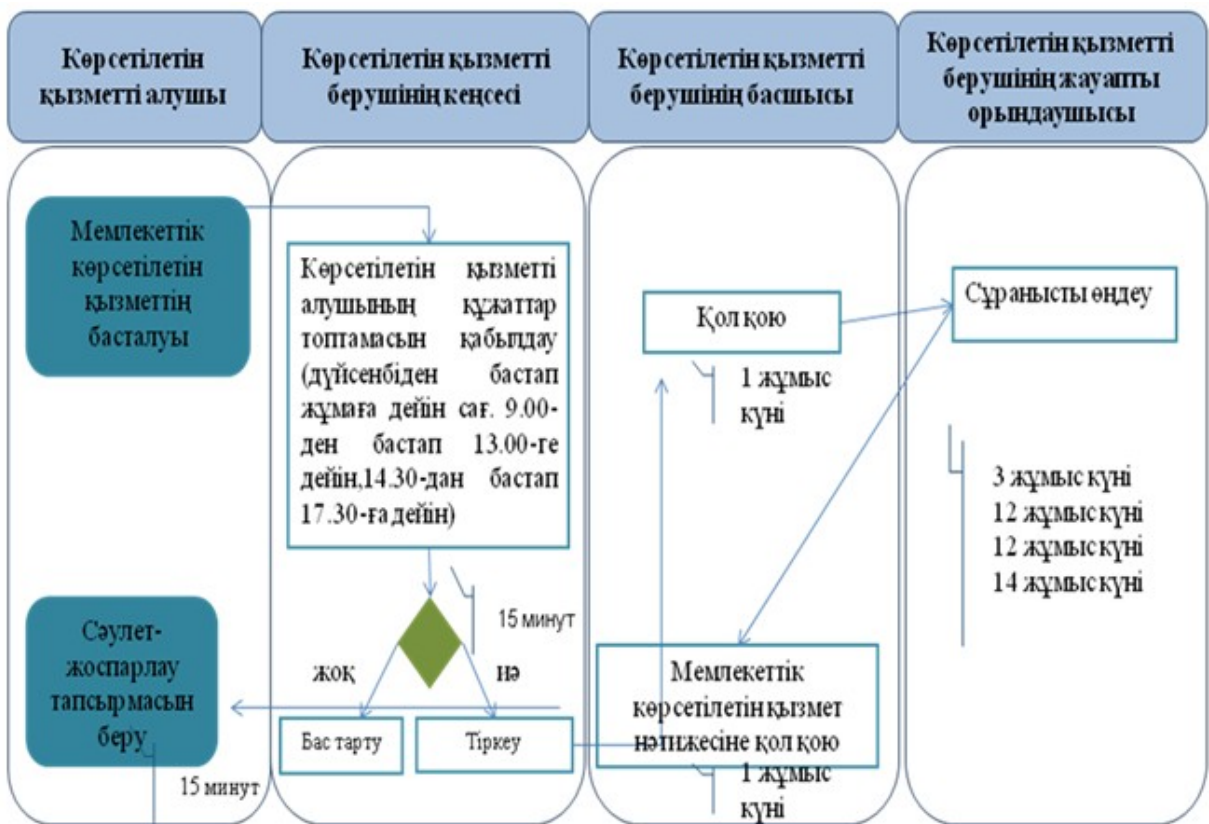 Көрсетілетін
қызметті алушы
Көрсетілетін қызметті
берушінің кеңсесі
Көрсетілетін қызметті
берушінің басшысы
Көрсетілетін қызметті
берушінің жауапты
орындаушысы
Мемлекеттік
көрсетілетін
қызметтің
басталуы
Көрсетілетін қызметті
алушының құжаттар
топтамасын қабылдау
(дүйсенбіден бастап
жұмаға дейін сағ. 9.00-
ден бастап 13.00-ге
дейін,14.30-дан бастап
17.30-ға дейін)
15 минут
жоқ
иә
Бас тарту
Тіркеу
Қол қою
1 жұмыс
күні
Сұранысты өңдеу
3 жұмыс күні
12 жұмыс күні
12 жұмыс күні
14 жұмыс күні
Мемлекеттік
көрсетілетін қызмет
нәтижесіне қол қою
1 жұмыс
күні
Сәулет-
жоспарлау
тапсырмасын
беру
15 минут